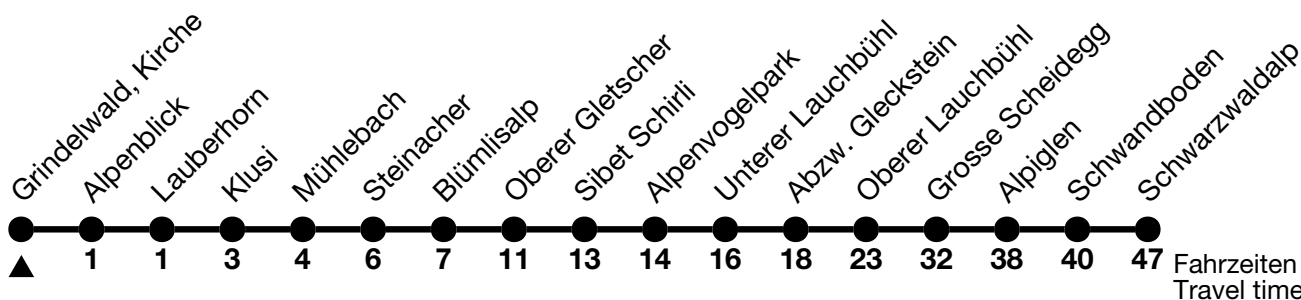 Grindelwald, Kirche
Alpenblick
Lauberhorn
Klusi
Mühlebach
Steinacher
Blümlisalp
Oberer Gletscher
Sibet Schirli
Alpenvogelpark
Unterer Lauchbühl
Abzw. Gleckstein
Oberer Lauchbühl
Grosse Scheidegg
Alpiglen
Schwandboden
Schwarzwaldalp
1 1 3 4 6 7 11 13 14 16 18 23 32 38 40 47 Fahrzeiten
Travel time